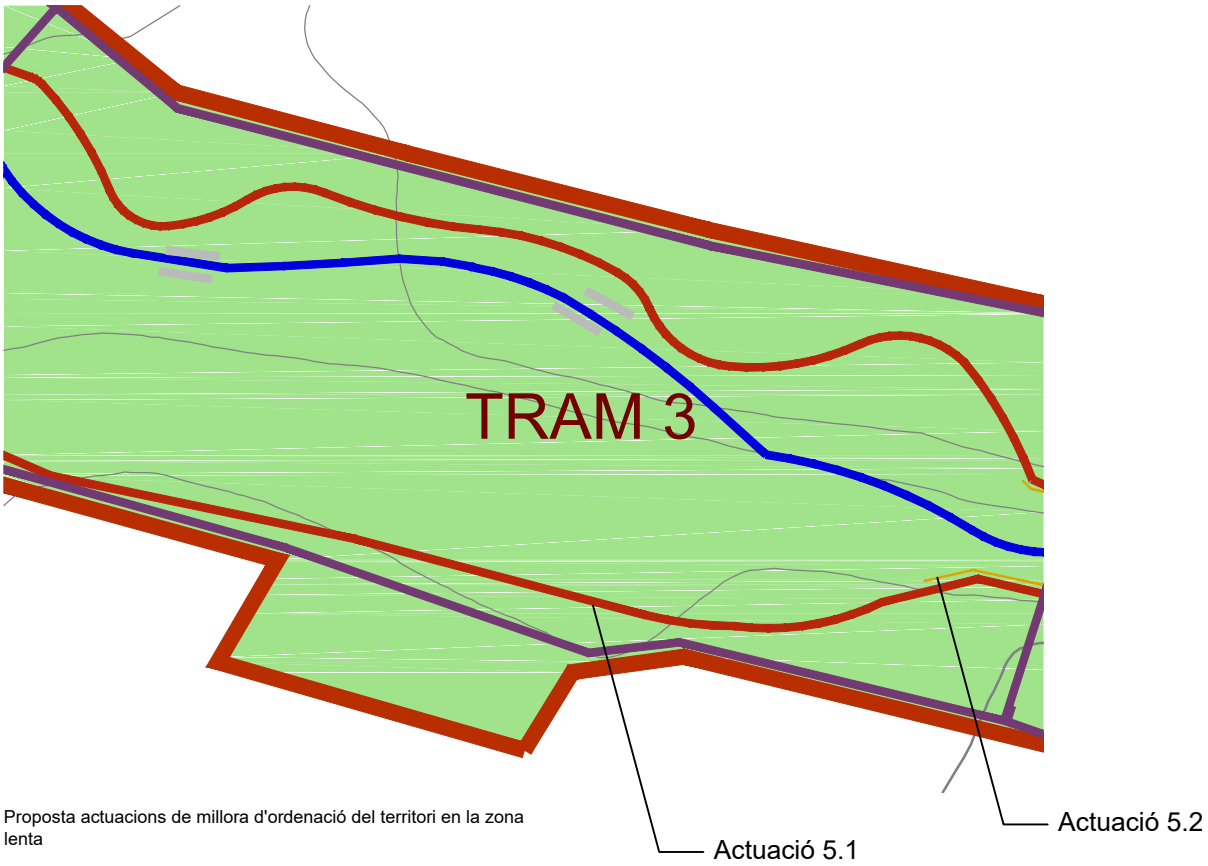 TRAM 3
Proposta actuacions de millora d'ordenació del territori en la zona
lenta
Actuació 5.1
Actuació 5.2